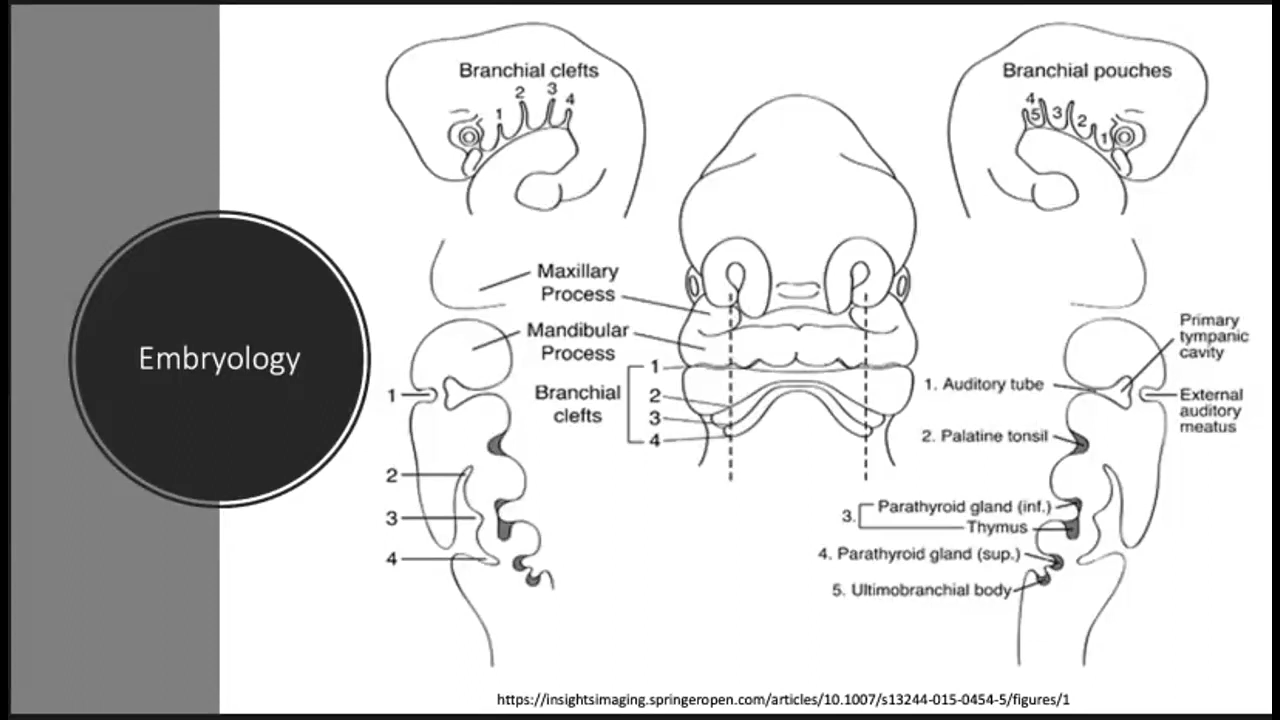 Embryology
Branchial clefts
1 2 3 4
Branchial pouches
4 5 3 2 1
Maxillary
Process
Mandibular
Process
Branchial
clefts
1
2
3
4
1
2
3
4
Primary
tympanic
cavity
1. Auditory tube
External
auditory
meatus
2. Palatine tonsil
3.
Parathyroid gland (inf.)
Thymus
4. Parathyroid gland (sup.)
5. Ultimobranchial body
https://insightsimaging.springeropen.com/articles/10.1007/s13244-015-0454-5/figures/1